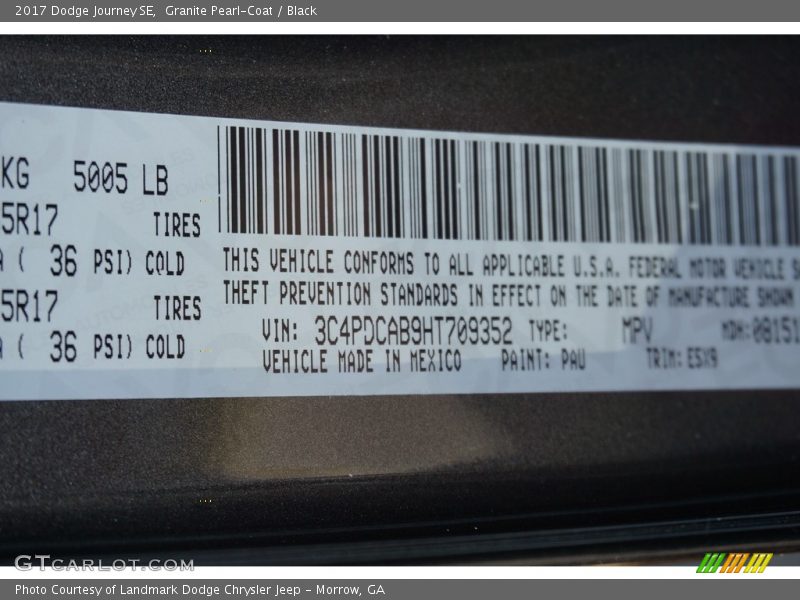 2017 Dodge Journey SE, Granite Pearl-Coat / Black
KG 5005 LB
5R17 TIRES
( 36 PSI) COLD
5R17 TIRES
( 36 PSI) COLD
THIS VEHICLE CONFORMS TO ALL APPLICABLE U.S.A. FEDERAL MOTOR VEHICLE S
THEFT PREVENTION STANDARDS IN EFFECT ON THE DATE OF MANUFACTURE SHOWN
VIN: 3C4PDCAB9HT709352 TYPE: MPV MDH: 08151
VEHICLE MADE IN MEXICO PAINT: PAU TRIM: E5X9
GTCARLOT.COM
Photo Courtesy of Landmark Dodge Chrysler Jeep - Morrow, GA